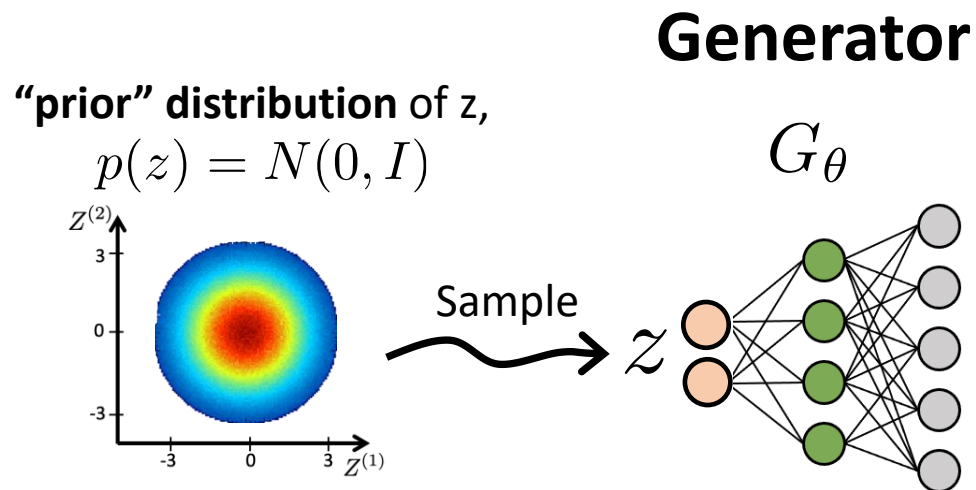 Generator
“prior” distribution of z,
p(z) = N(0, I)
G_θ
Z^(2)
3
0
-3
-3 0 3
Z^(1)
Sample
z